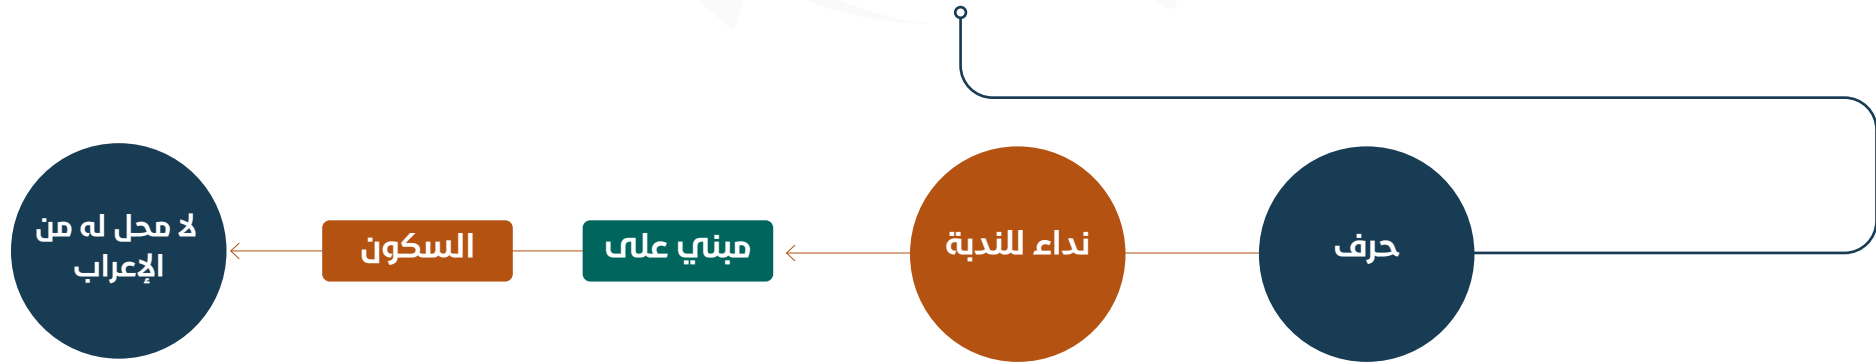 حرف
نداء للندبة
مبني على
السكون
لا محل له من
الإعراب